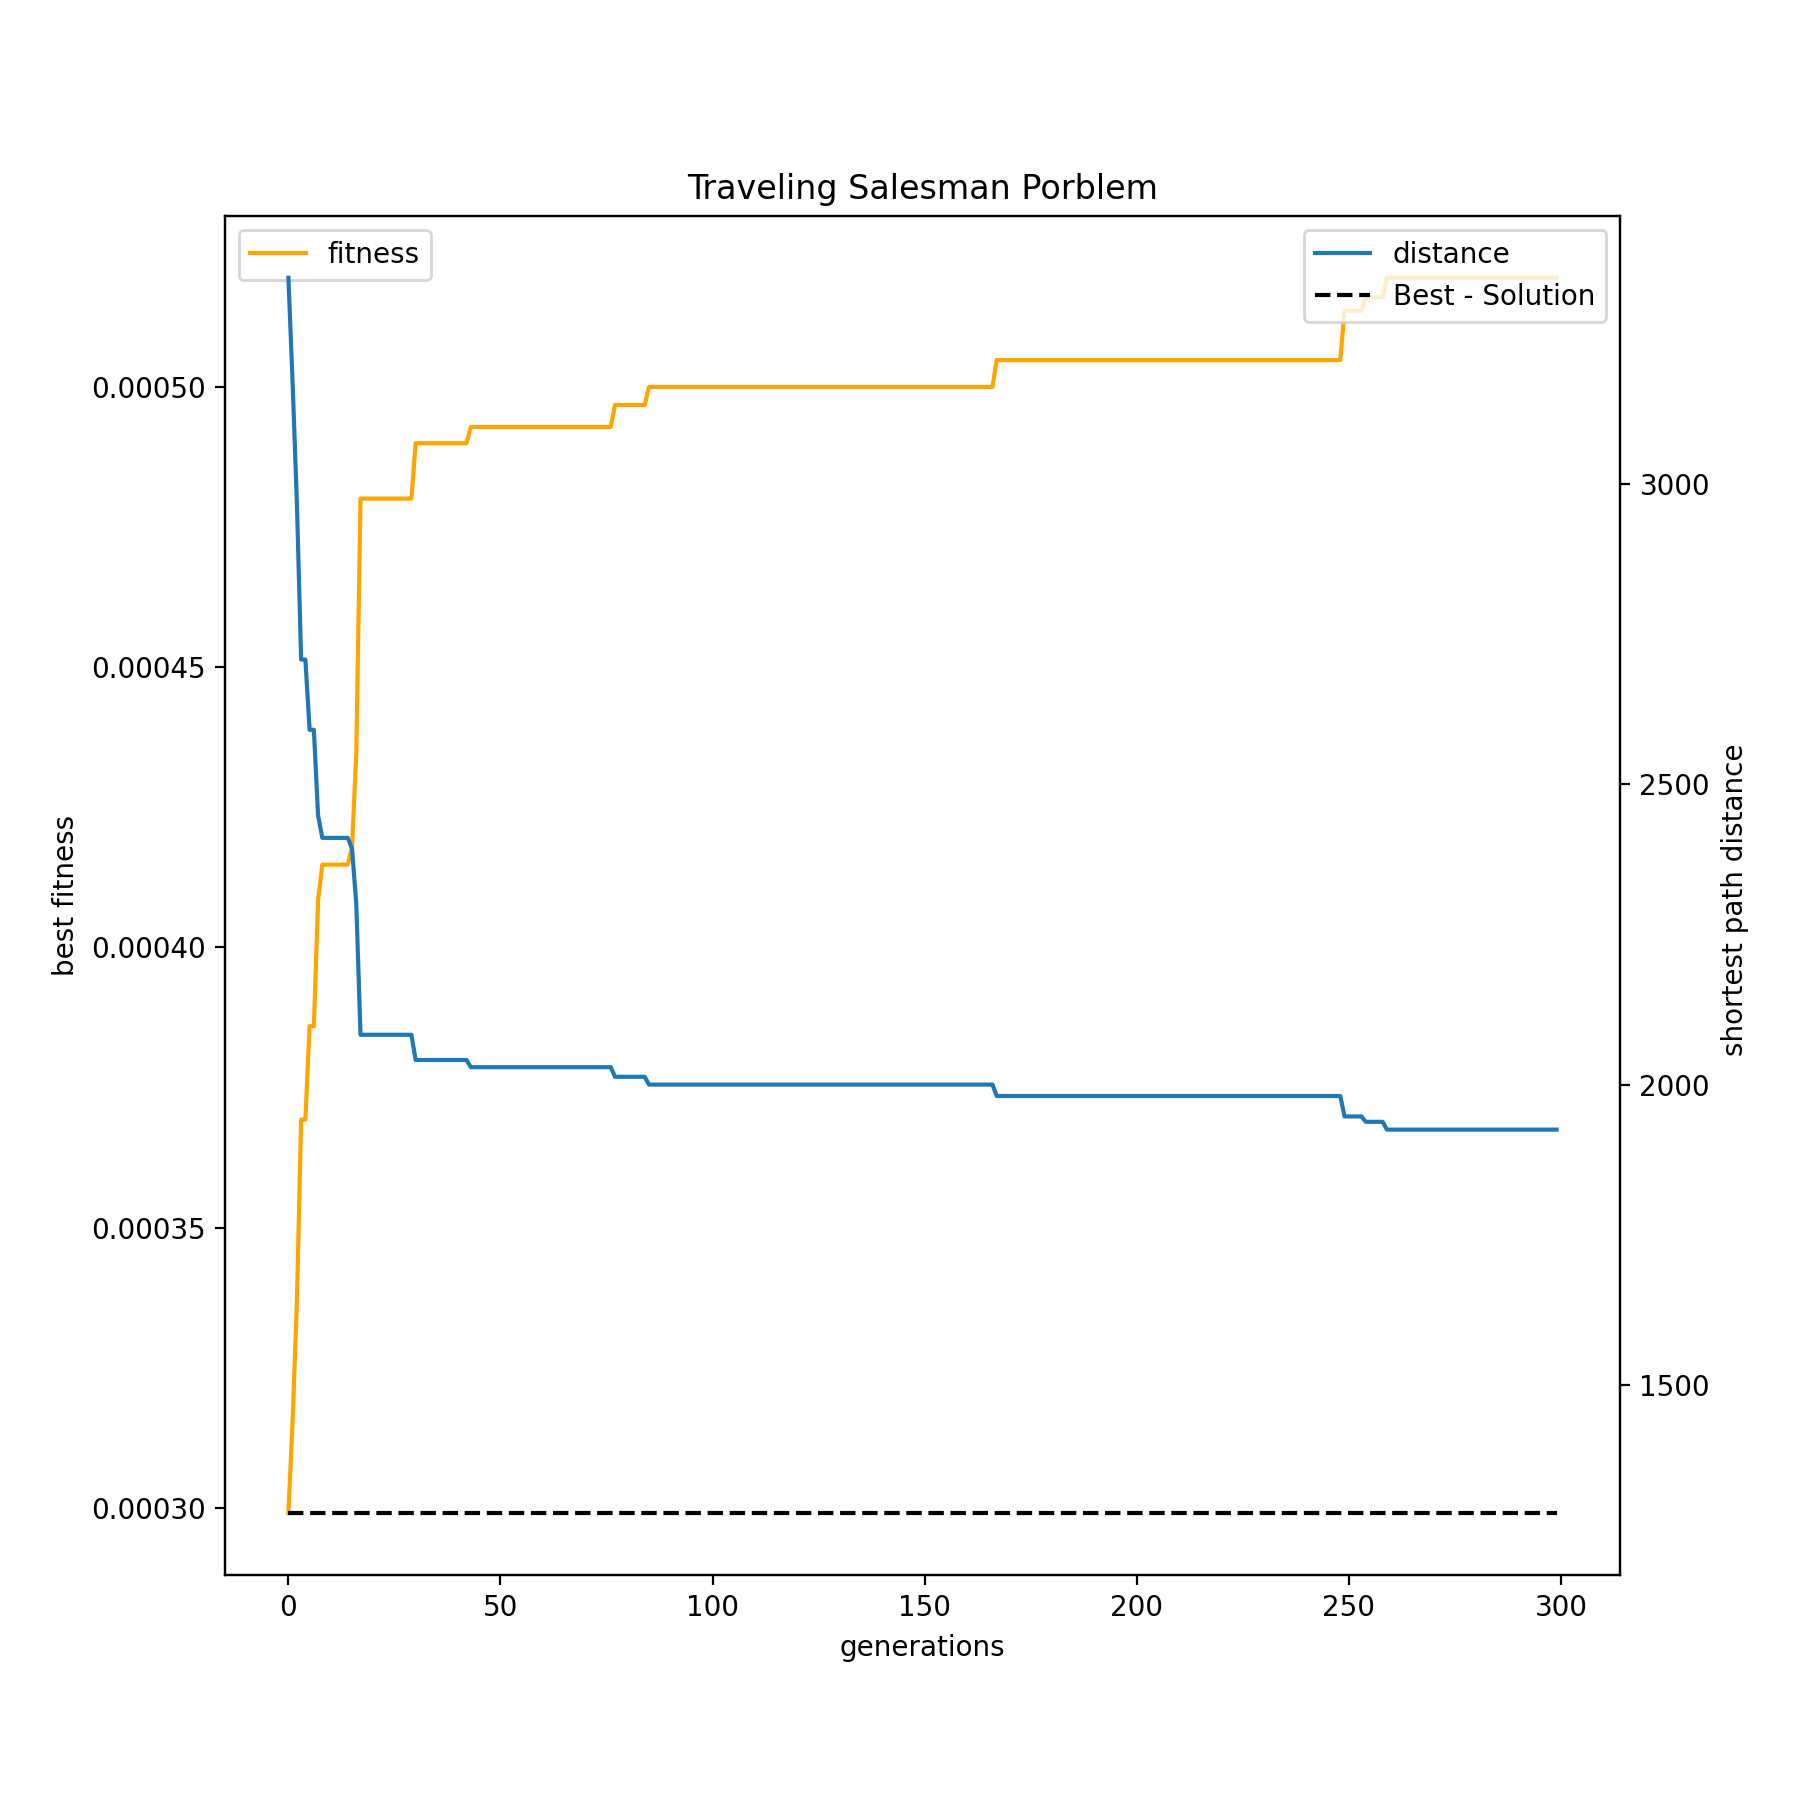 Traveling Salesman Porblem
fitness
distance
Best - Solution
0.00050
0.00045
0.00040
0.00035
0.00030
best fitness
3000
2500
2000
1500
shortest path distance
0 50 100 150 200 250 300
generations